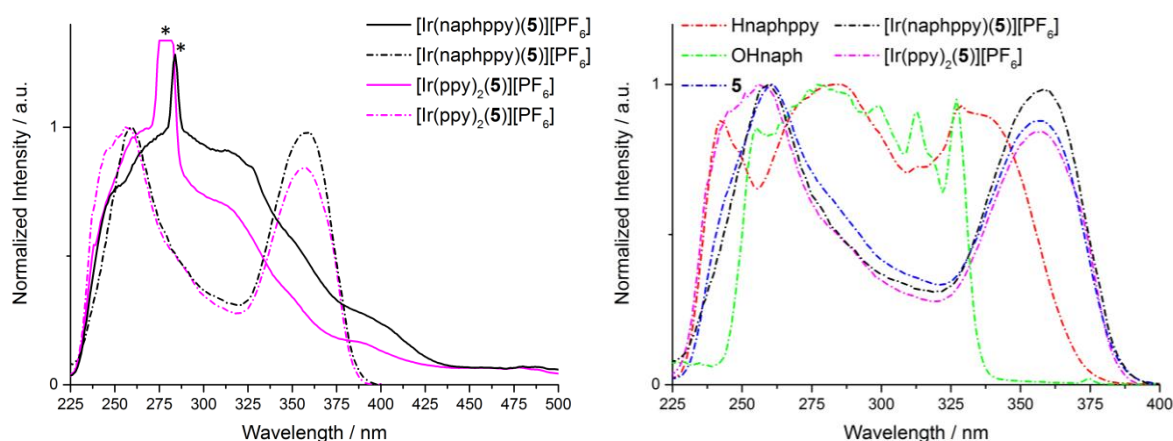 * *
[Ir(naphppy)(5)][PF6]
[Ir(naphppy)(5)][PF6]
[Ir(ppy)2(5)][PF6]
[Ir(ppy)2(5)][PF6]
Normalized Intensity / a.u.
1
0
225 250 275 300 325 350 375 400 425 450 475 500
Wavelength / nm
Hnaphppy [Ir(naphppy)(5)][PF6]
OHnaph [Ir(ppy)2(5)][PF6]
5
Normalized Intensity / a.u.
1
0
225 250 275 300 325 350 375 400
Wavelength / nm